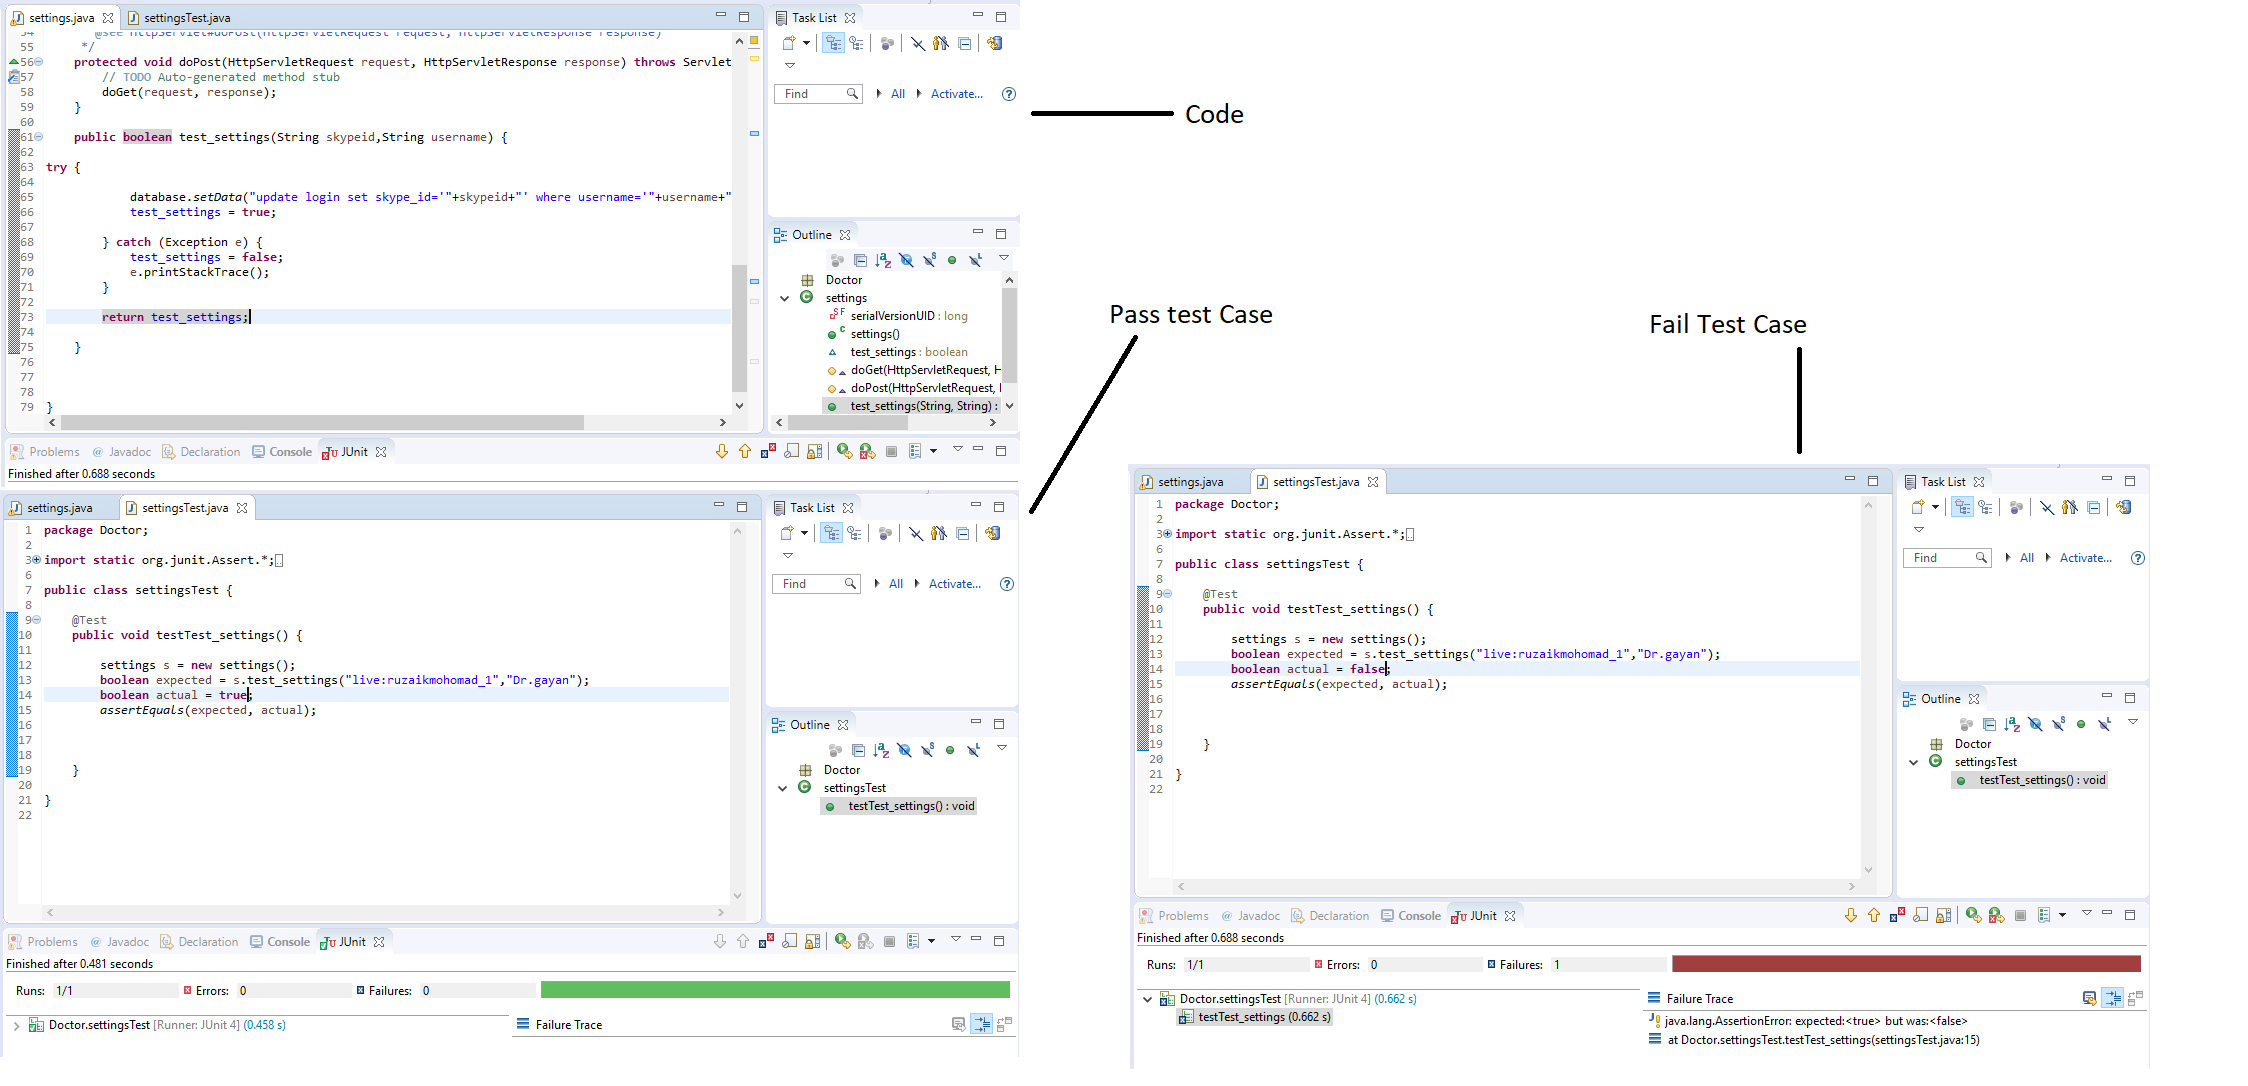 settings.java
settingsTest.java
54 @see HttpServlet#doPost(HttpServletRequest request, HttpServletResponse response)
55 */
56 protected void doPost(HttpServletRequest request, HttpServletResponse response) throws Servlet
57 // TODO Auto-generated method stub
58 doGet(request, response);
59 }
60
61 public boolean test_settings(String skypeid,String username) {
62
63 try {
64
65 database.setData("update login set skype_id='"+skypeid+"' where username='"+username+"
66 test_settings = true;
67
68 } catch (Exception e) {
69 test_settings = false;
70 e.printStackTrace();
71 }
72
73 return test_settings;
74
75 }
76
77
78
79 }
Task List
Find
All
Activate...
Outline
Doctor
settings
serialVersionUID : long
settings()
test_settings : boolean
doGet(HttpServletRequest, H
doPost(HttpServletRequest, 
test_settings(String, String) :
Problems @ Javadoc Declaration Console JUnit
Finished after 0.688 seconds
Code
Pass test Case
Fail Test Case
settings.java
settingsTest.java
1 package Doctor;
2
3 import static org.junit.Assert.*;
6
7 public class settingsTest {
8
9 @Test
10 public void testTest_settings() {
11
12 settings s = new settings();
13 boolean expected = s.test_settings("live:ruzaikmohomad_1","Dr.gayan");
14 boolean actual = true;
15 assertEquals(expected, actual);
16
17
18
19 }
20
21 }
22
Task List
Find
All
Activate...
Outline
Doctor
settingsTest
testTest_settings() : void
Problems @ Javadoc Declaration Console JUnit
Finished after 0.481 seconds
Runs: 1/1 Errors: 0 Failures: 0
Doctor.settingsTest [Runner: JUnit 4] (0.458 s)
Failure Trace
settings.java
settingsTest.java
1 package Doctor;
2
3 import static org.junit.Assert.*;
6
7 public class settingsTest {
8
9 @Test
10 public void testTest_settings() {
11
12 settings s = new settings();
13 boolean expected = s.test_settings("live:ruzaikmohomad_1","Dr.gayan");
14 boolean actual = false;
15 assertEquals(expected, actual);
16
17
18
19 }
20
21 }
22
Task List
Find
All
Activate...
Outline
Doctor
settingsTest
testTest_settings() : void
Problems @ Javadoc Declaration Console JUnit
Finished after 0.688 seconds
Runs: 1/1 Errors: 0 Failures: 1
Doctor.settingsTest [Runner: JUnit 4] (0.662 s)
testTest_settings (0.662 s)
Failure Trace
java.lang.AssertionError: expected:<true> but was:<false>
at Doctor.settingsTest.testTest_settings(settingsTest.java:15)